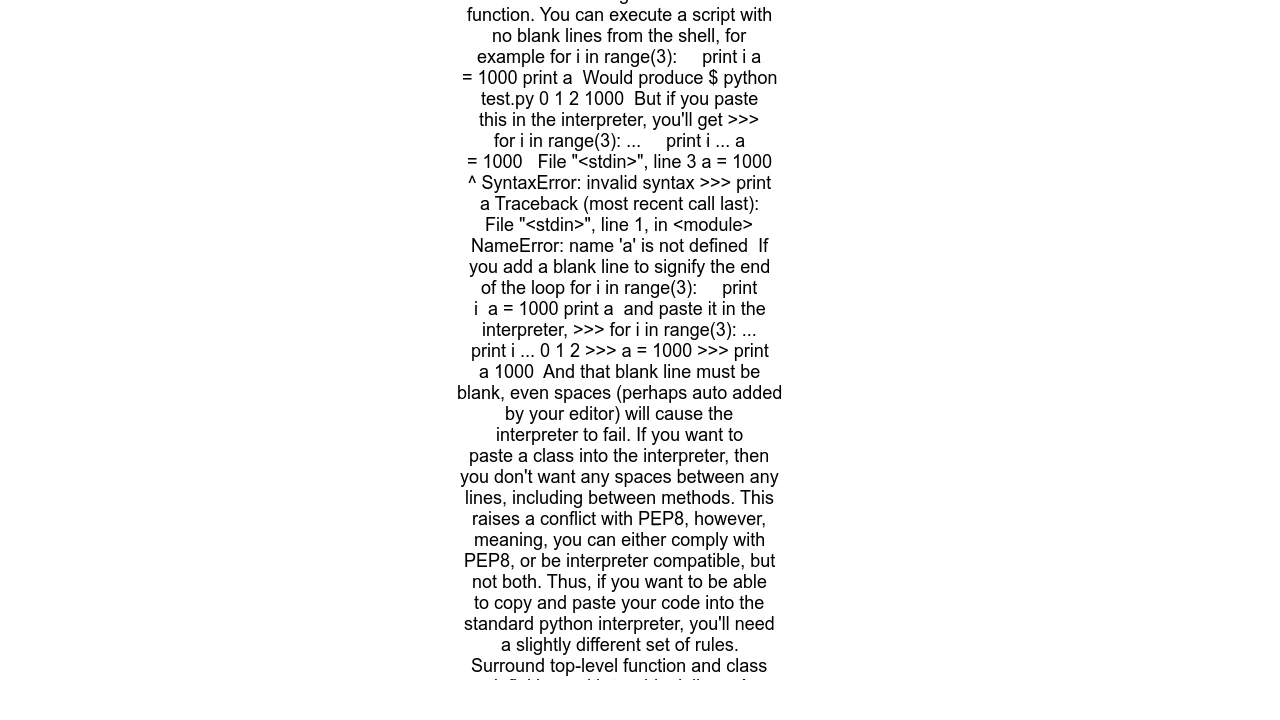 function. You can execute a script with
no blank lines from the shell, for
example for i in range(3):     print i a
= 1000 print a  Would produce $ python
test.py 0 1 2 1000  But if you paste
this in the interpreter, you'll get >>>
for i in range(3): ...     print i ... a
= 1000   File "<stdin>", line 3 a = 1000
^ SyntaxError: invalid syntax >>> print
a Traceback (most recent call last):
File "<stdin>", line 1, in <module>
NameError: name 'a' is not defined  If
you add a blank line to signify the end
of the loop for i in range(3):     print
i  a = 1000 print a  and paste it in the
interpreter, >>> for i in range(3): ...
print i ... 0 1 2 >>> a = 1000 >>> print
a 1000  And that blank line must be
blank, even spaces (perhaps auto added
by your editor) will cause the
interpreter to fail. If you want to
paste a class into the interpreter, then
you don't want any spaces between any
lines, including between methods. This
raises a conflict with PEP8, however,
meaning, you can either comply with
PEP8, or be interpreter compatible, but
not both. Thus, if you want to be able
to copy and paste your code into the
standard python interpreter, you'll need
a slightly different set of rules.
Surround top-level function and class